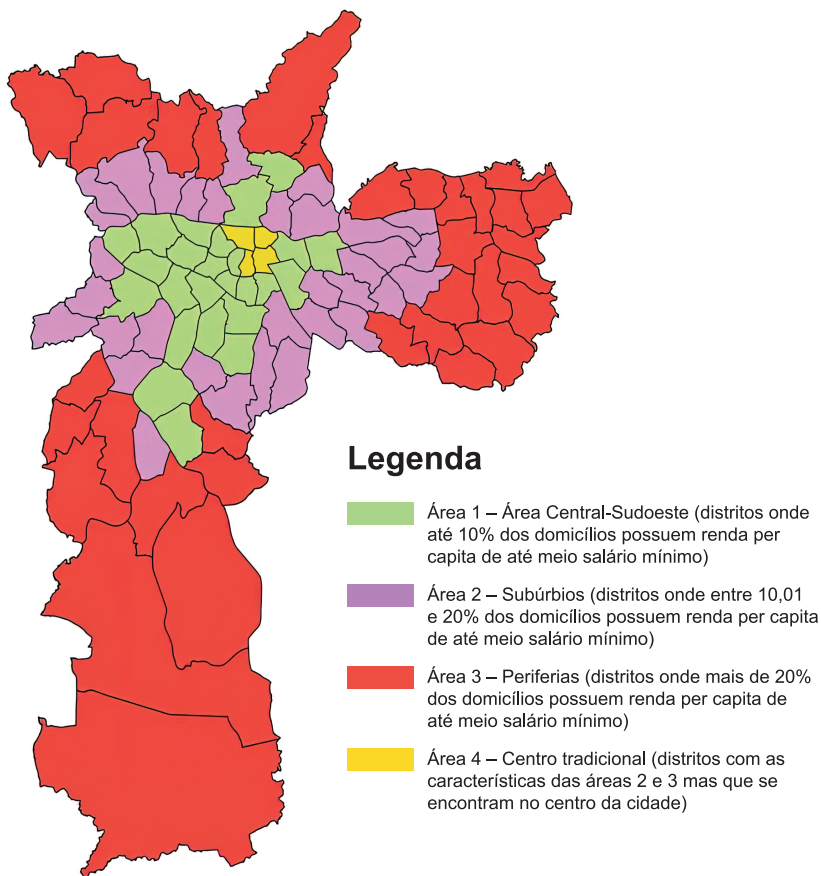 Legenda
Área 1 – Área Central-Sudoeste (distritos onde
até 10% dos domicílios possuem renda per
capita de até meio salário mínimo)
Área 2 – Subúrbios (distritos onde entre 10,01
e 20% dos domicílios possuem renda per capita
de até meio salário mínimo)
Área 3 – Periferias (distritos onde mais de 20%
dos domicílios possuem renda per capita de
até meio salário mínimo)
Área 4 – Centro tradicional (distritos com as
características das áreas 2 e 3 mas que se
encontram no centro da cidade)